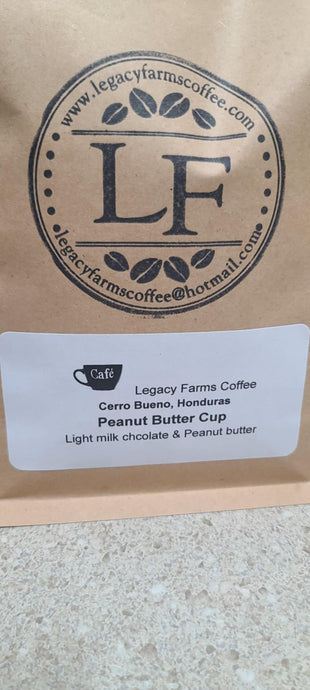 www.legacyfarmscoffee.com
LF
legacyfarmscoffee@hotmail.com
Café
Legacy Farms Coffee
Cerro Bueno, Honduras
Peanut Butter Cup
Light milk chcolate & Peanut butter